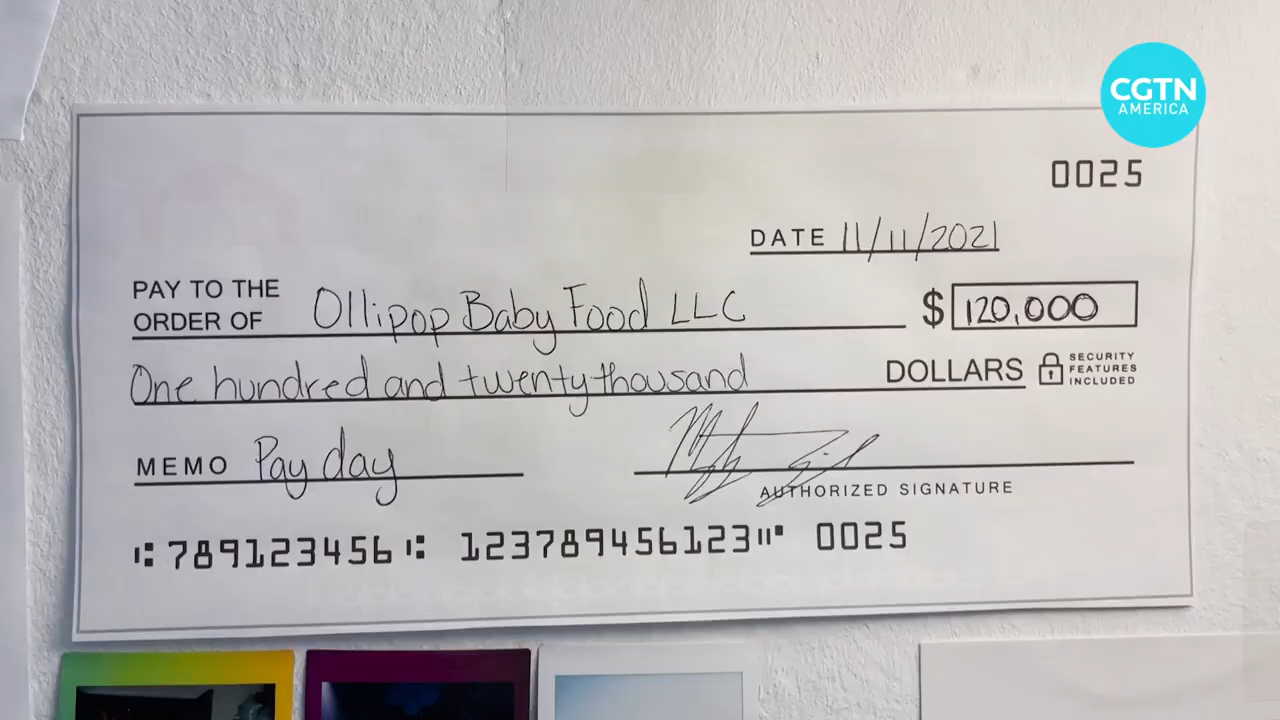 CGTN
AMERICA
0025
DATE 11/11/2021
PAY TO THE
ORDER OF Ollipop Baby Food LLC $ 120,000
One hundred and twenty thousand DOLLARS
SECURITY
FEATURES
INCLUDED
MEMO Pay day
AUTHORIZED SIGNATURE
789123456 123789456123 0025